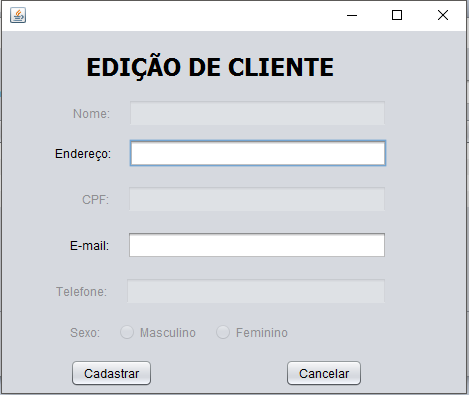 EDIÇÃO DE CLIENTE
Nome:
Endereço:
CPF:
E-mail:
Telefone:
Sexo: Masculino Feminino
Cadastrar Cancelar